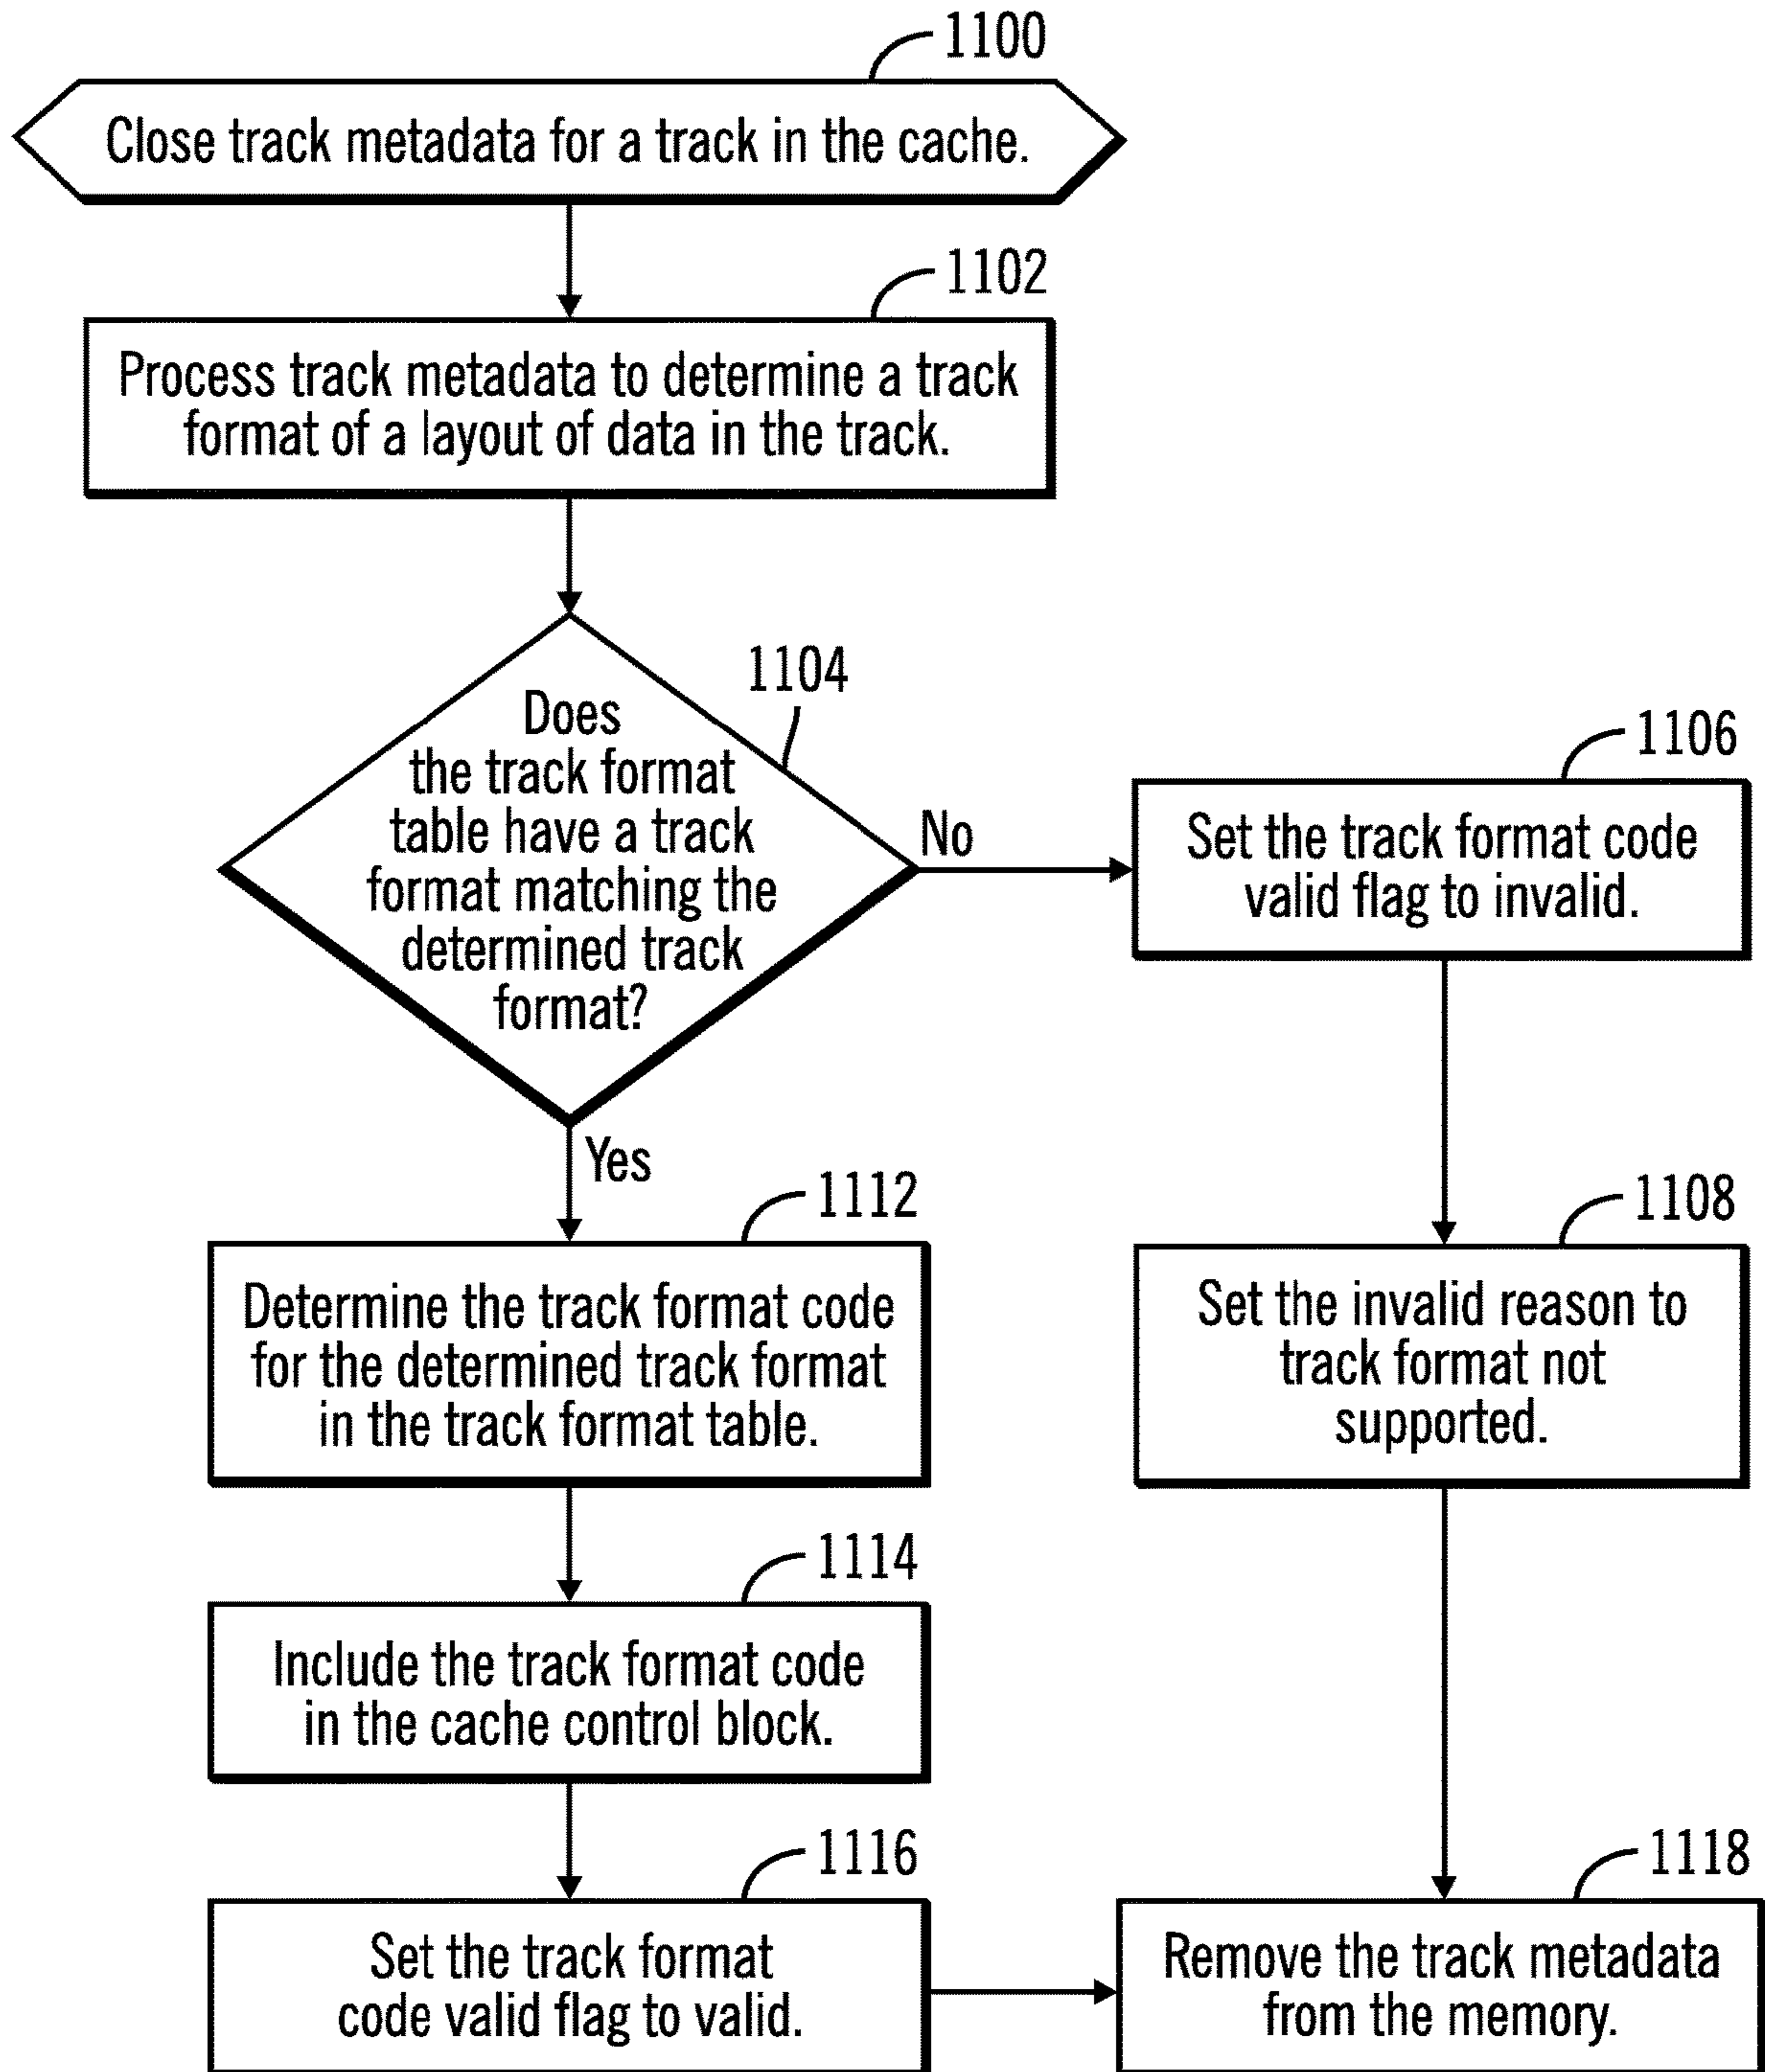 1100
Close track metadata for a track in the cache.
1102
Process track metadata to determine a track
format of a layout of data in the track.
1104
Does
the track format
table have a track
format matching the
determined track
format?
No
1106
Set the track format code
valid flag to invalid.
Yes
1108
Set the invalid reason to
track format not
supported.
1112
Determine the track format code
for the determined track format
in the track format table.
1114
Include the track format code
in the cache control block.
1116
Set the track format
code valid flag to valid.
1118
Remove the track metadata
from the memory.